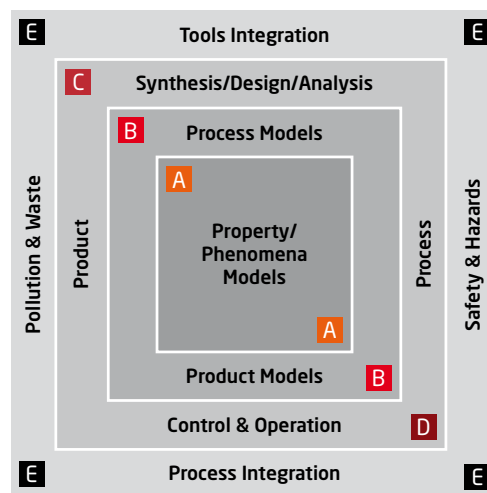 E
Tools Integration
E
C
Synthesis/Design/Analysis
B
Process Models
A
Pollution & Waste
Product
Property/
Phenomena
Models
Process
Safety & Hazards
A
Product Models
B
Control & Operation
D
E
Process Integration
E